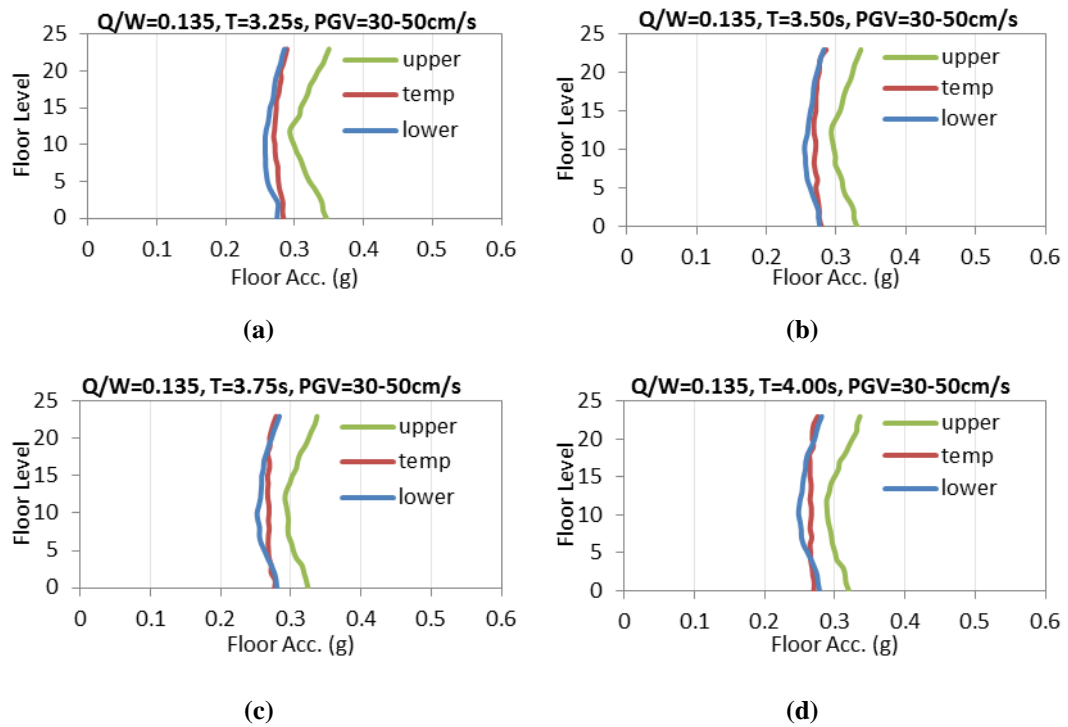 Q/W=0.135, T=3.25s, PGV=30-50cm/s
25
20
15
10
5
0
Floor Level
upper
temp
lower
0 0.1 0.2 0.3 0.4 0.5 0.6
Floor Acc. (g)
(a)
Q/W=0.135, T=3.50s, PGV=30-50cm/s
25
20
15
10
5
0
Floor Level
upper
temp
lower
0 0.1 0.2 0.3 0.4 0.5 0.6
Floor Acc. (g)
(b)
Q/W=0.135, T=3.75s, PGV=30-50cm/s
25
20
15
10
5
0
Floor Level
upper
temp
lower
0 0.1 0.2 0.3 0.4 0.5 0.6
Floor Acc. (g)
(c)
Q/W=0.135, T=4.00s, PGV=30-50cm/s
25
20
15
10
5
0
Floor Level
upper
temp
lower
0 0.1 0.2 0.3 0.4 0.5 0.6
Floor Acc. (g)
(d)